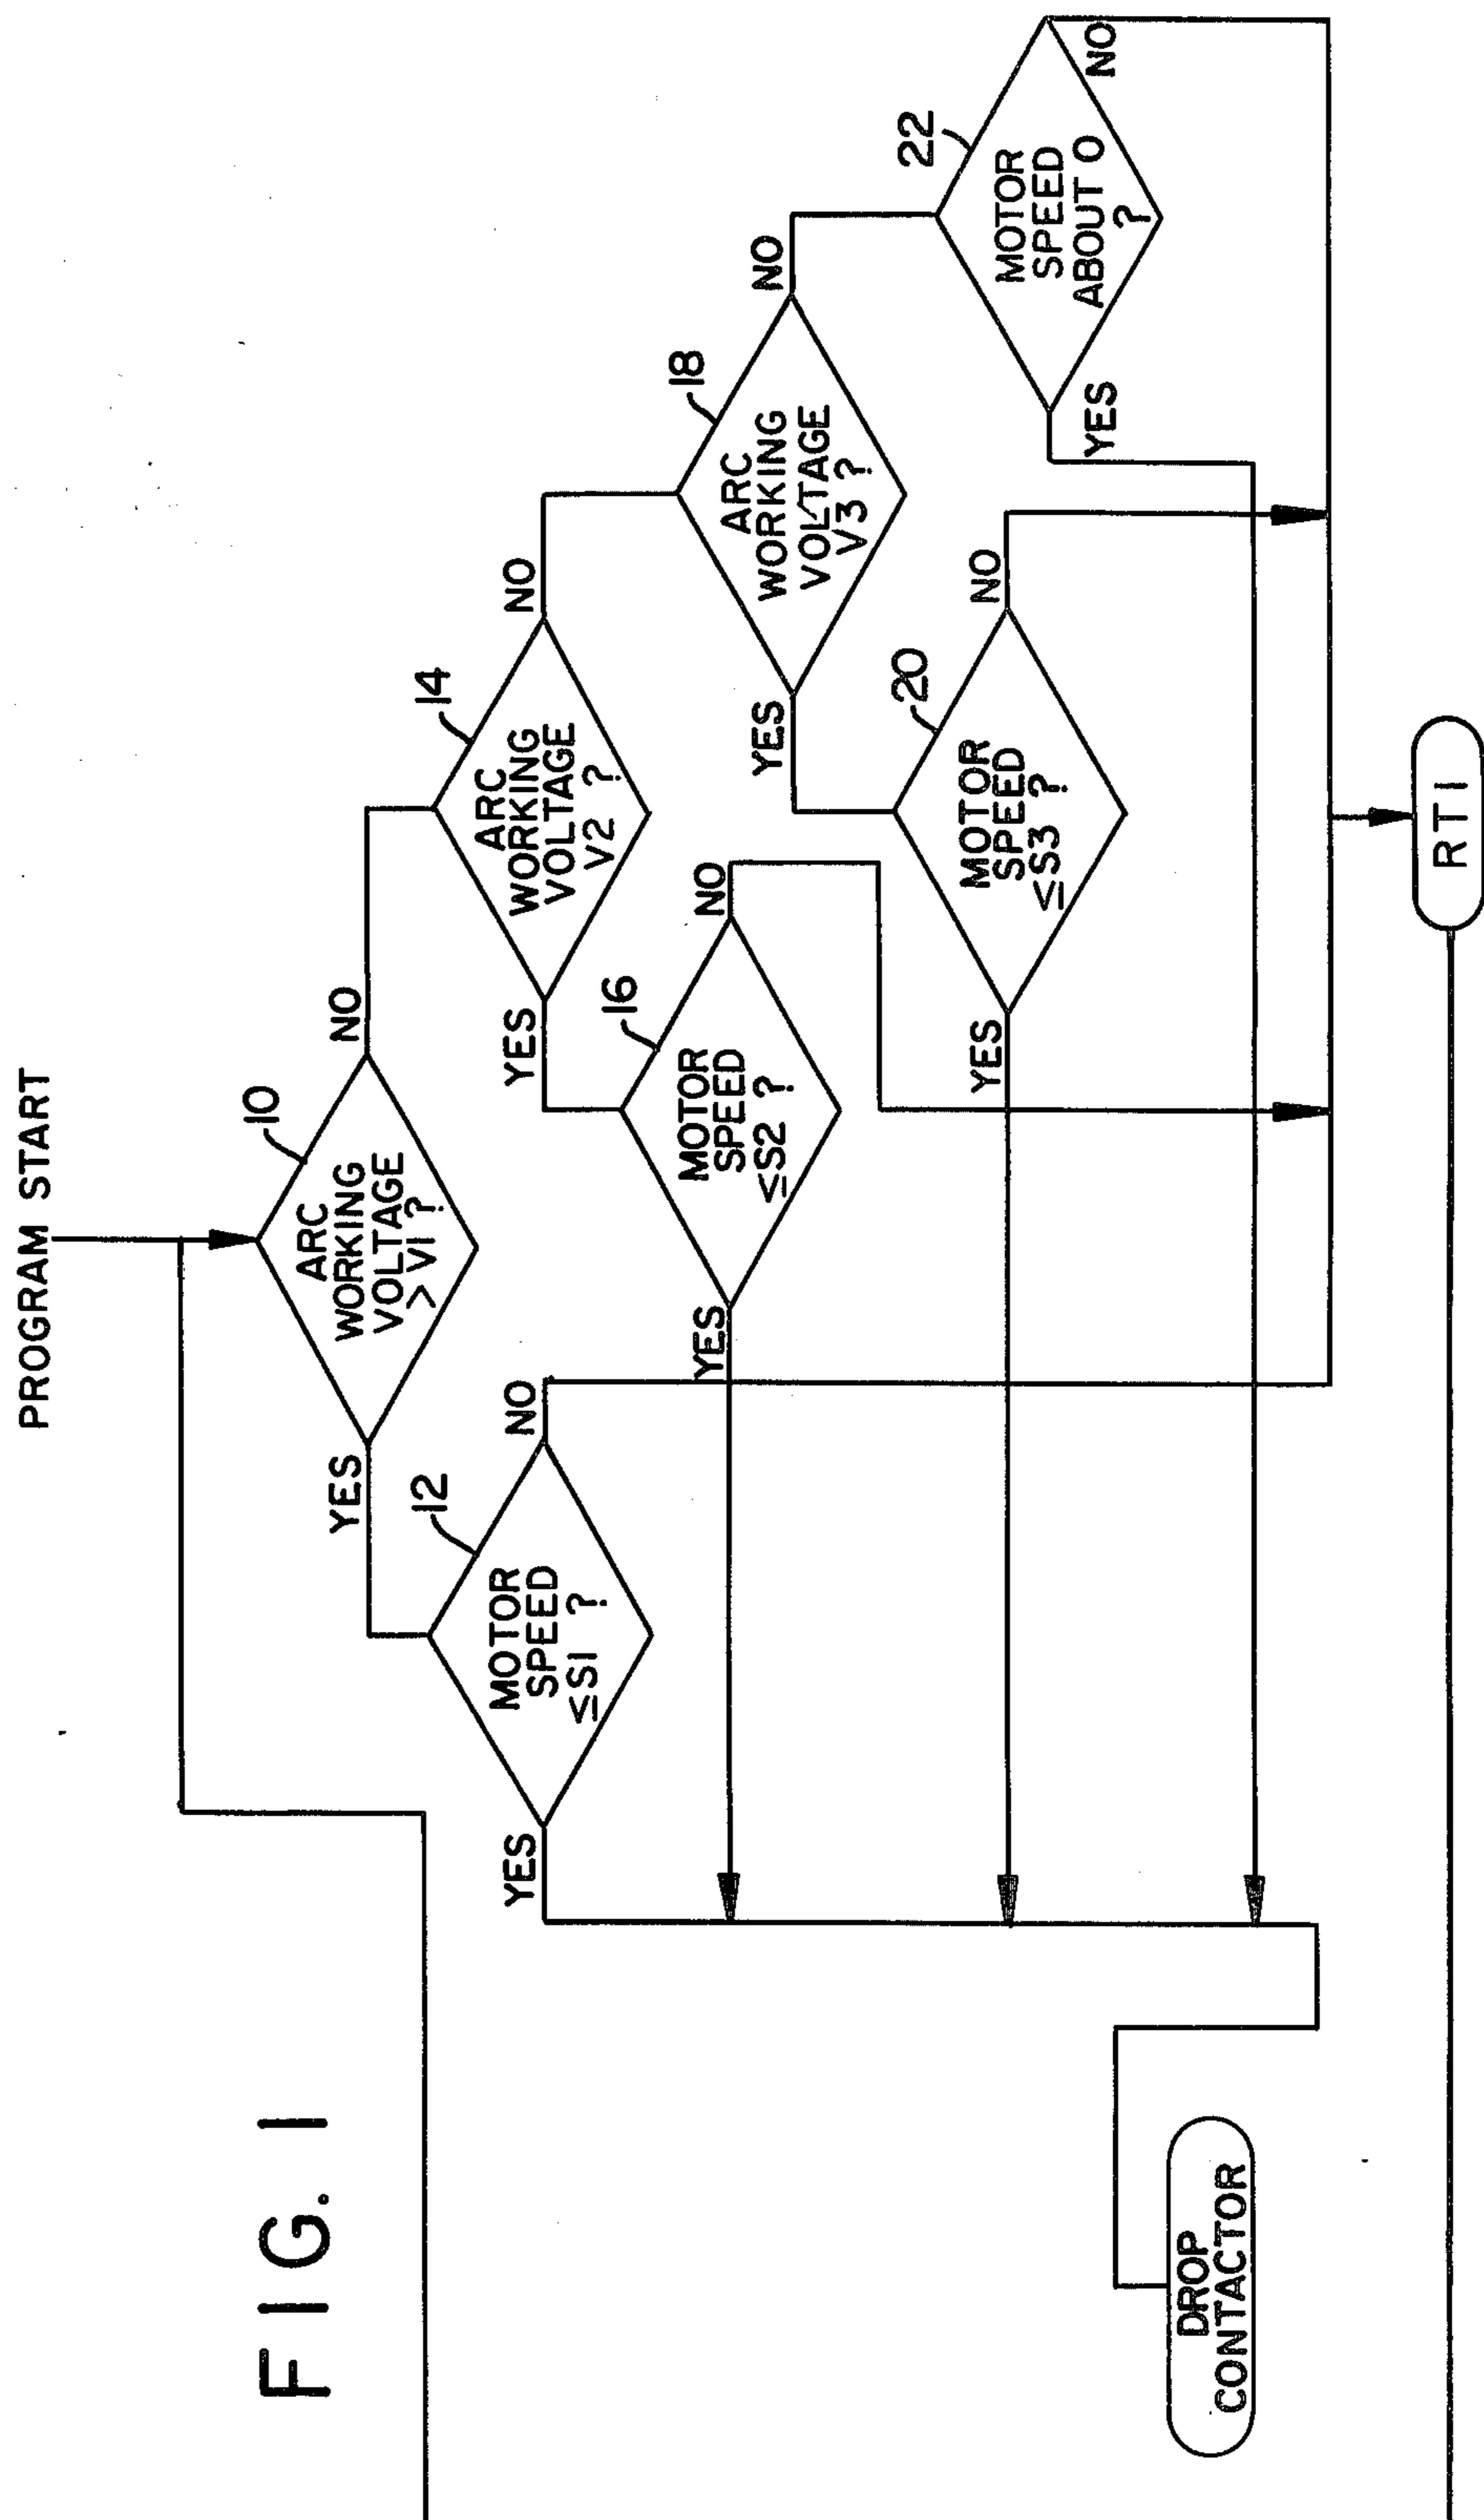 FIG. 1
PROGRAM START
10
ARC
WORKING
VOLTAGE
>V1?
YES
NO
12
MOTOR
SPEED
≤S1 ?
YES
NO
14
ARC
WORKING
VOLTAGE
V2 ?
YES
NO
16
MOTOR
SPEED
≤S2 ?
YES
NO
18
ARC
WORKING
VOLTAGE
V3 ?
YES
NO
20
MOTOR
SPEED
≤S3 ?
YES
NO
22
MOTOR
SPEED
ABOUT 0
?
YES
NO
DROP
CONTACTOR
RTI